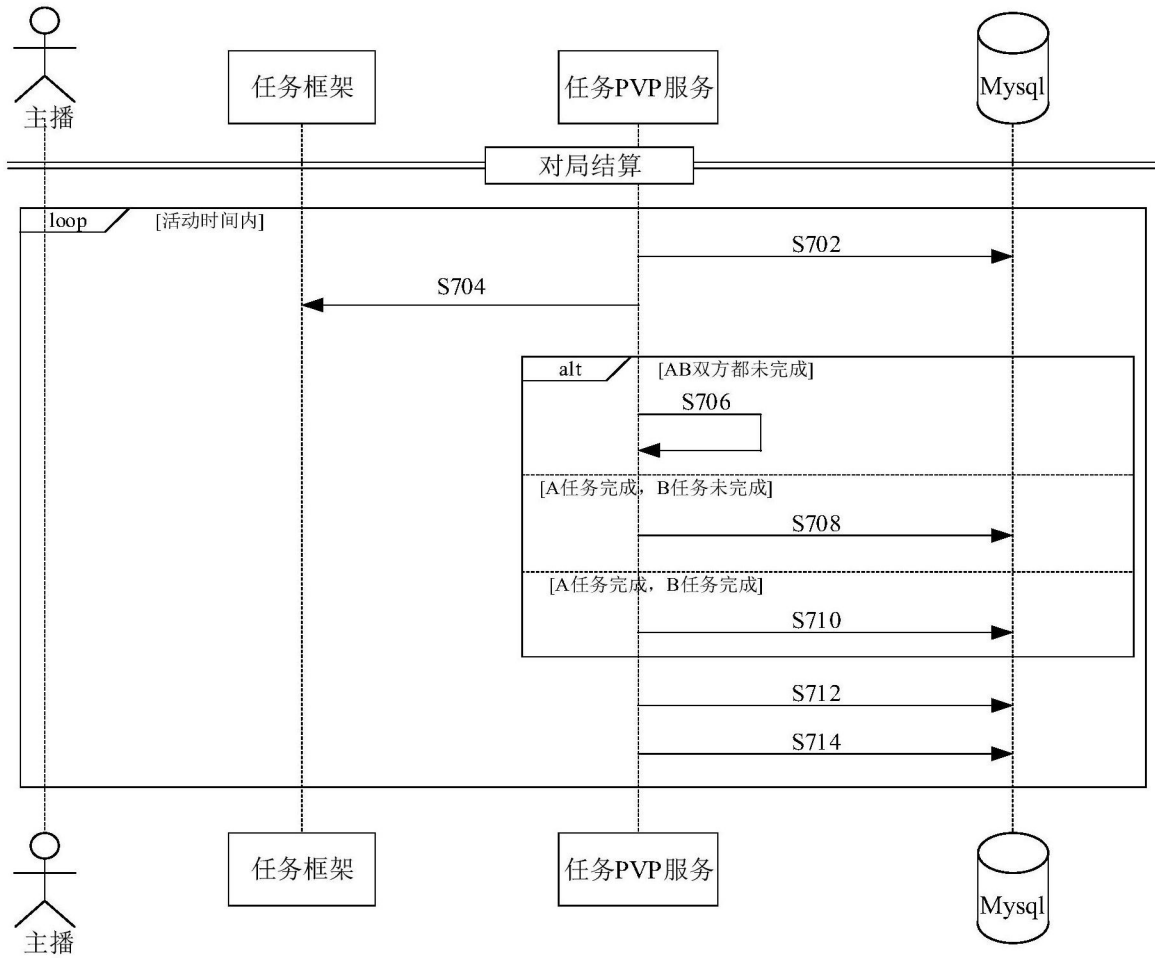 主播
任务框架
任务PVP服务
Mysql
对局结算
loop
[活动时间内]
S702
S704
alt
[AB双方都未完成]
S706
[A任务完成，B任务未完成]
S708
[A任务完成，B任务完成]
S710
S712
S714
主播
任务框架
任务PVP服务
Mysql